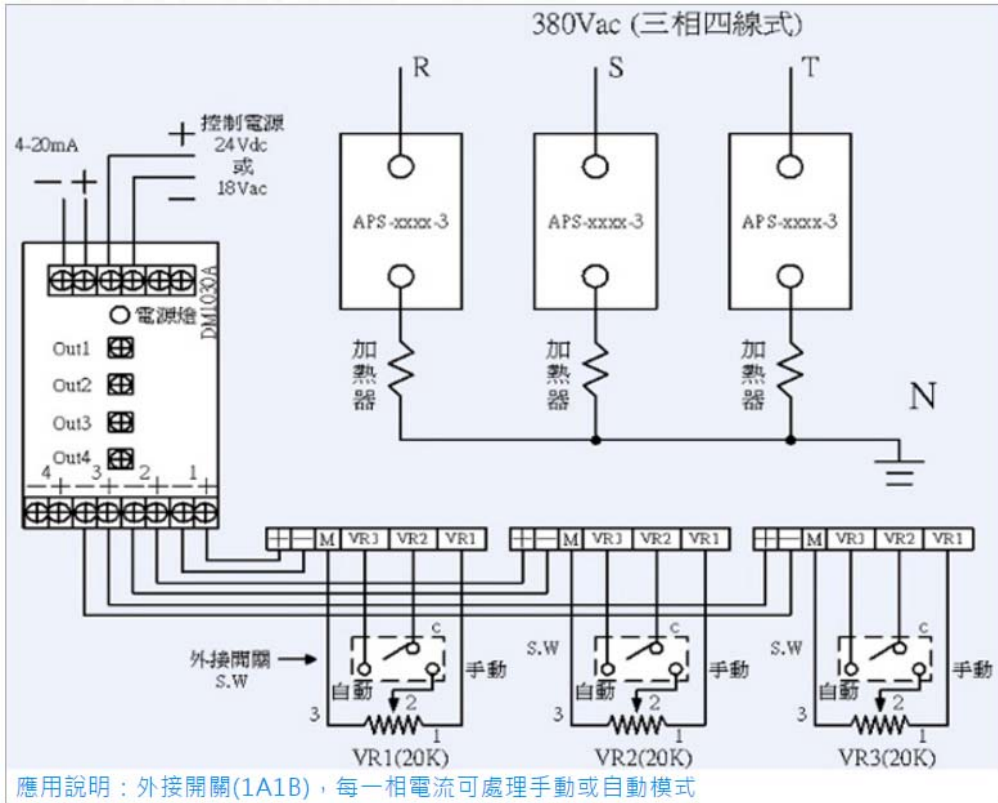 380Vac (三相四線式)
R S T
4-20mA
控制電源
24Vdc
或
18Vac
APS-xxxx-3 APS-xxxx-3 APS-xxxx-3
DM1030A
電源燈
Out1
Out2
Out3
Out4
加熱器 加熱器 加熱器
N
4 3 2 1
M VR3 VR2 VR1 M VR3 VR2 VR1 M VR3 VR2 VR1
外接開關
S.W
C
自動 手動
3 2 1
VR1(20K)
S.W
C
自動 手動
3 2 1
VR2(20K)
S.W
C
自動 手動
3 2 1
VR3(20K)
應用說明：外接開關(1A1B)，每一相電流可處理手動或自動模式